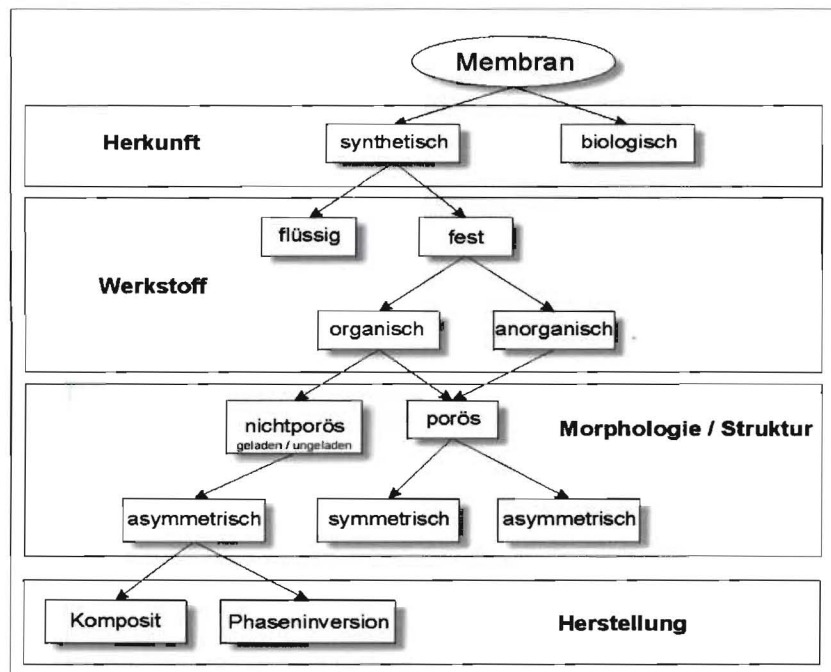 Membran
Herkunft
synthetisch
biologisch
flüssig
fest
Werkstoff
organisch
anorganisch
nichtporös
geladen / ungeladen
porös
Morphologie / Struktur
asymmetrisch
symmetrisch
asymmetrisch
Komposit
Phaseninversion
Herstellung